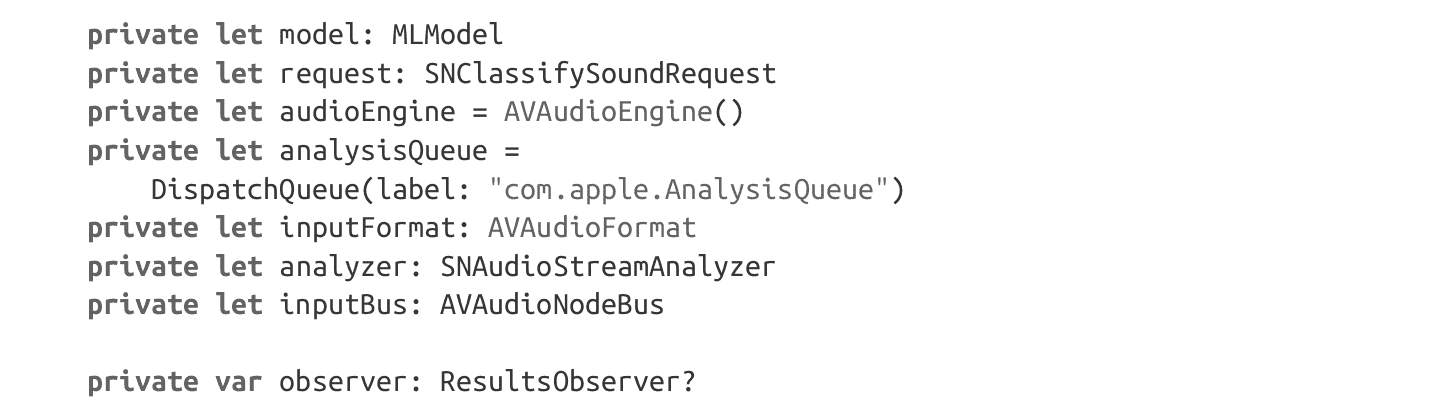 private let model: MLModel
private let request: SNClassifySoundRequest
private let audioEngine = AVAudioEngine()
private let analysisQueue =
    DispatchQueue(label: "com.apple.AnalysisQueue")
private let inputFormat: AVAudioFormat
private let analyzer: SNAudioStreamAnalyzer
private let inputBus: AVAudioNodeBus

private var observer: ResultsObserver?